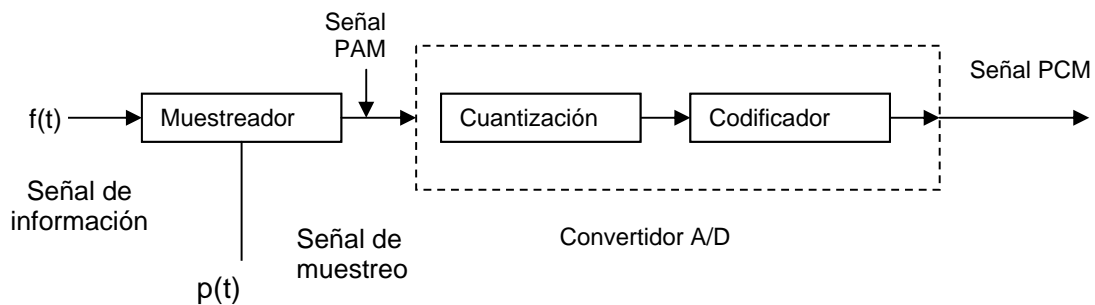 Señal
PAM
Señal PCM
f(t)
Muestreador
Cuantización
Codificador
Señal de
información
Señal de
muestreo
Convertidor A/D
p(t)